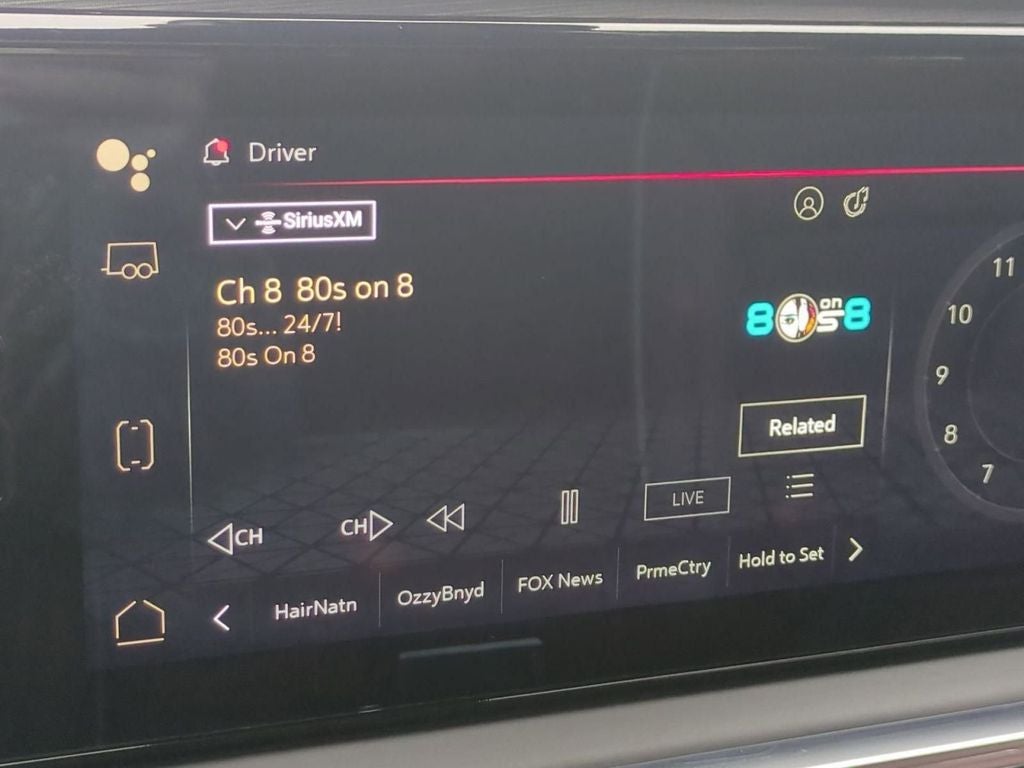 Driver
SiriusXM
Ch 8 80s on 8
80s... 24/7!
80s On 8
80s on 8
Related
CH
CH
LIVE
HairNatn
OzzyBnyd
FOX News
PrmeCtry
Hold to Set
11
10
9
8
7